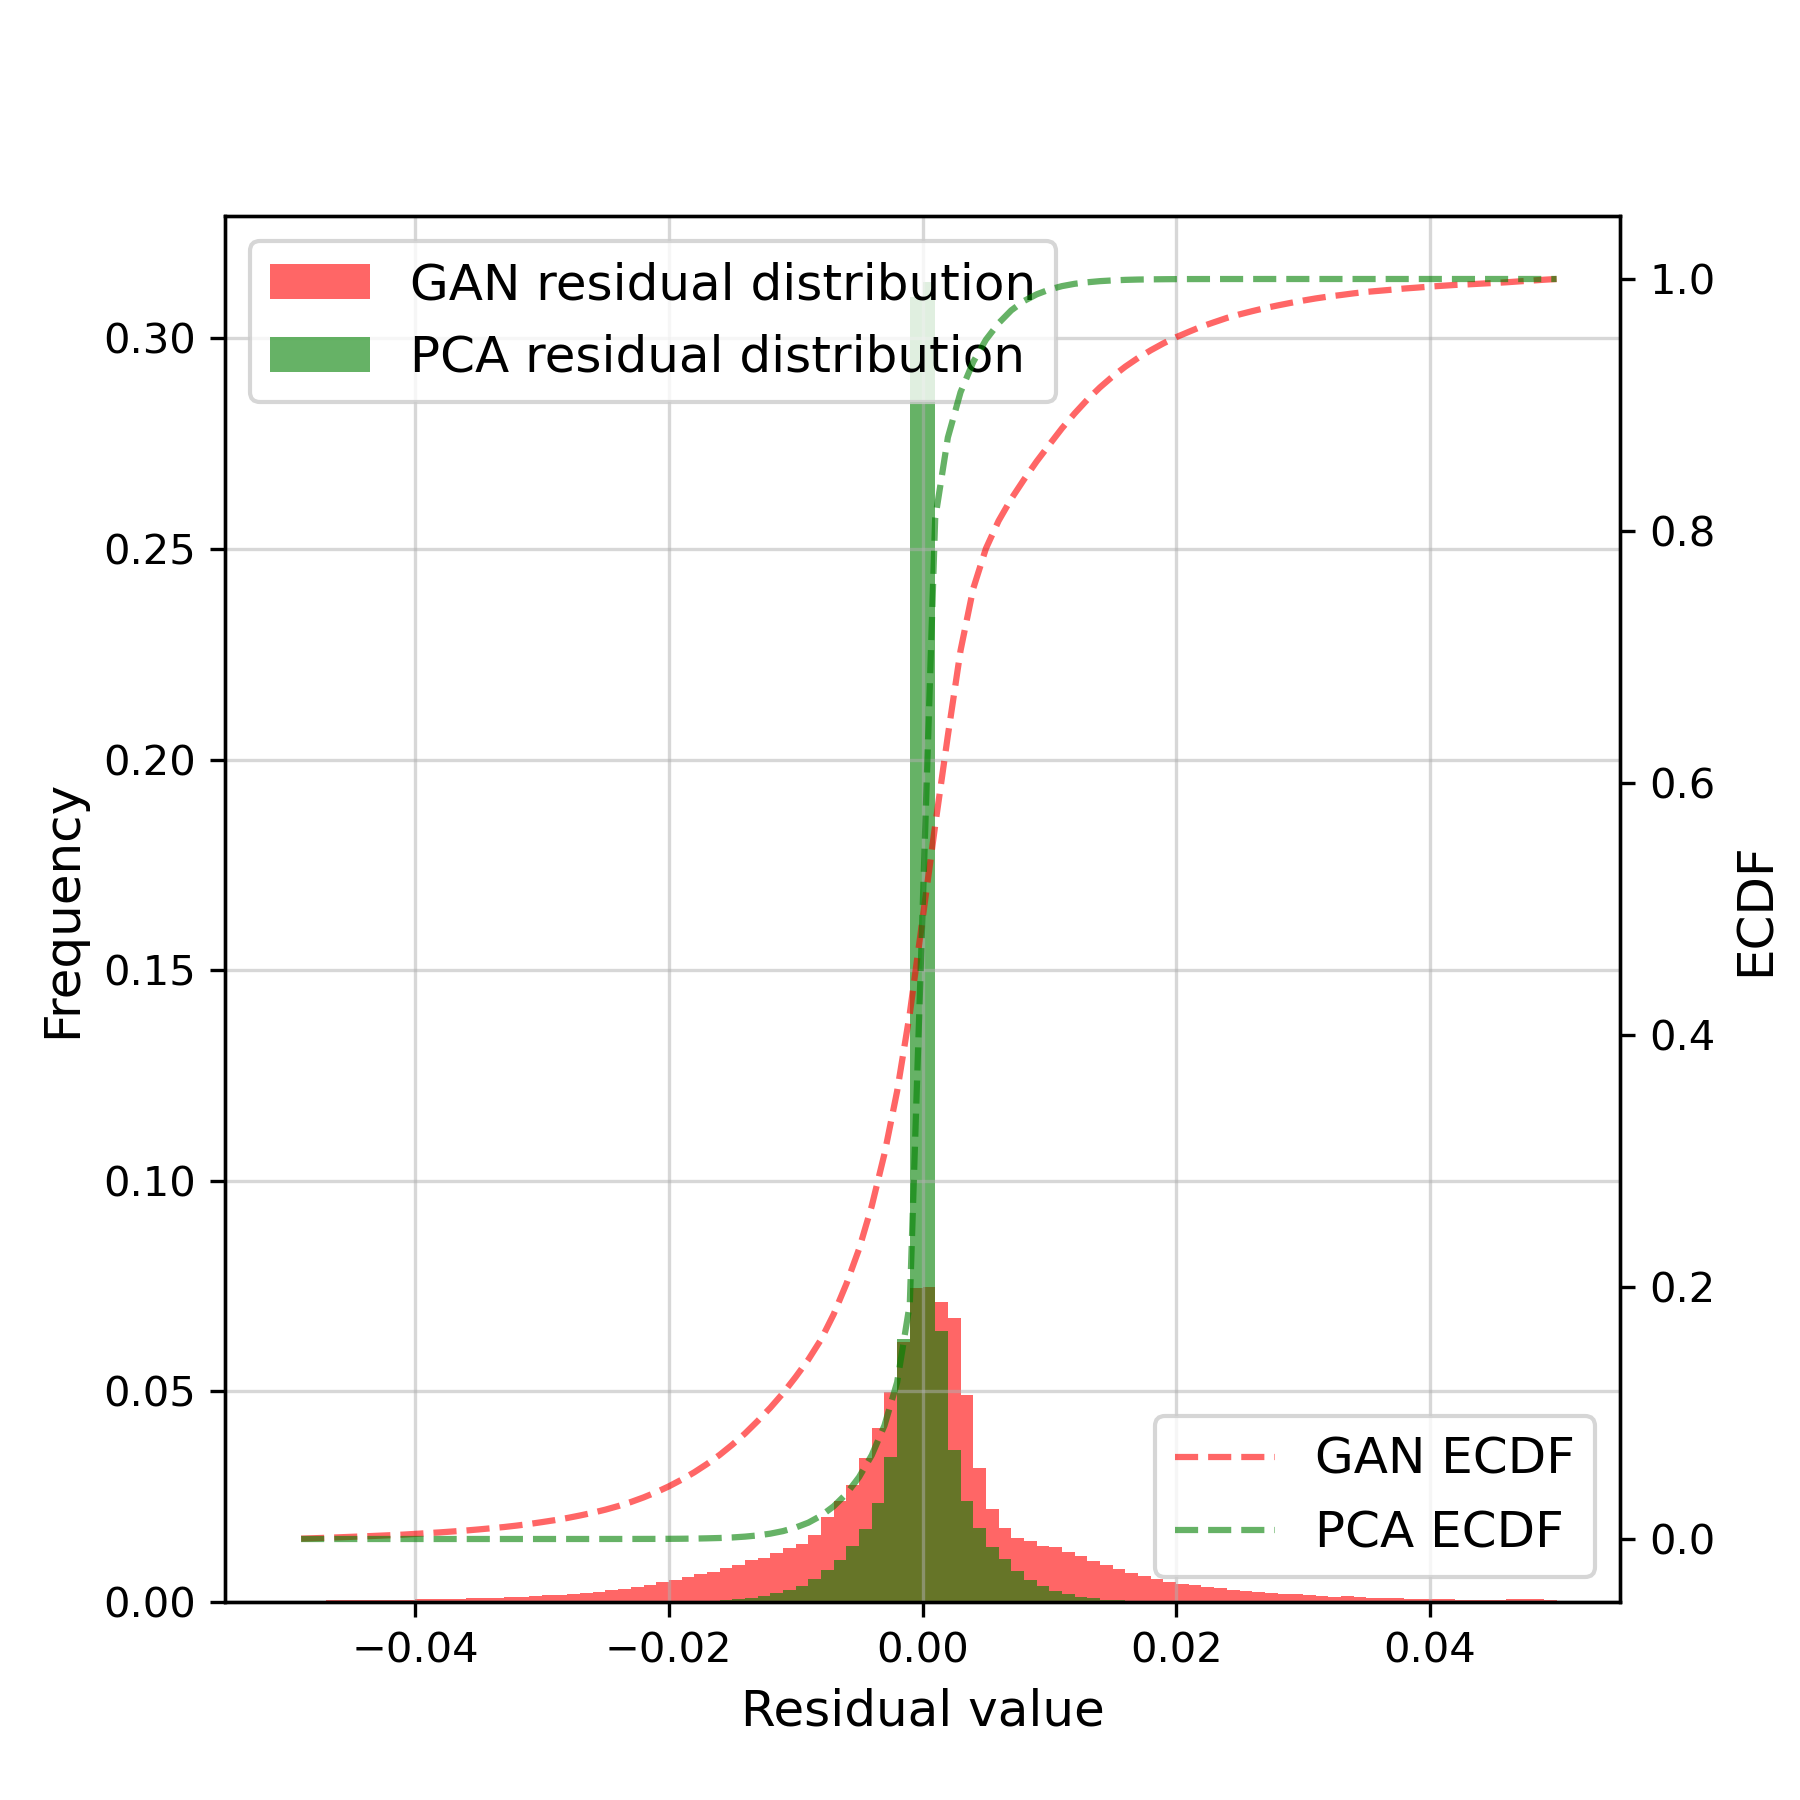 GAN residual distribution
PCA residual distribution
0.30
0.25
0.20
0.15
0.10
0.05
0.00
Frequency
1.0
0.8
0.6
0.4
0.2
0.0
ECDF
GAN ECDF
PCA ECDF
−0.04 −0.02 0.00 0.02 0.04
Residual value